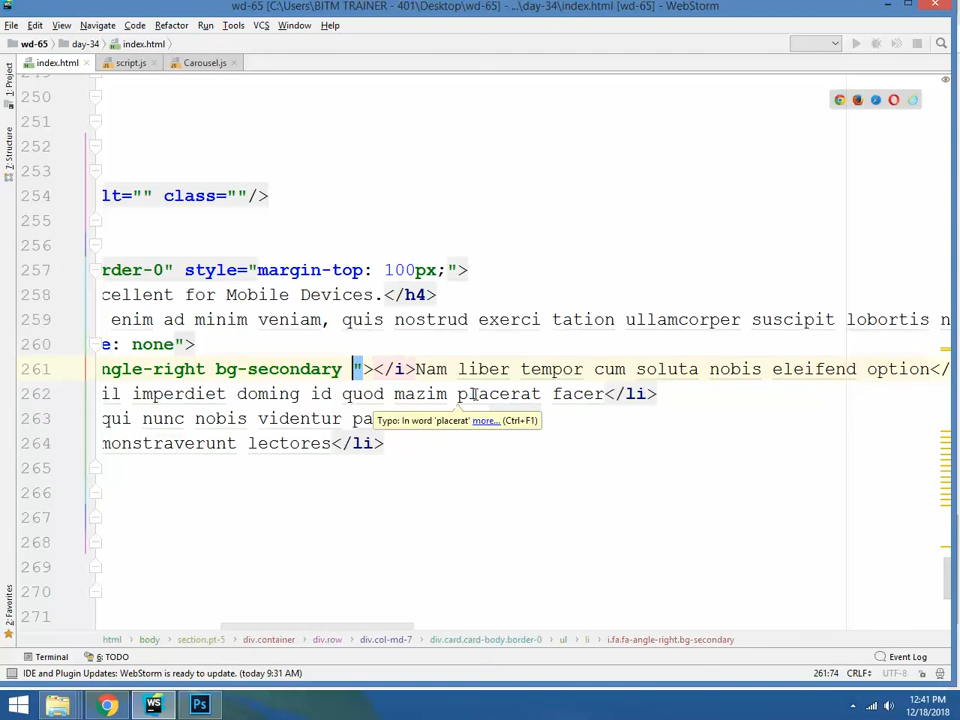 wd-65 [C:\Users\BITM TRAINER - 401\Desktop\wd-65] - ...\day-34\index.html [wd-65] - WebStorm
File Edit View Navigate Code Refactor Run Tools VCS Window Help
wd-65 day-34 index.html
index.html script.js Carousel.js
1: Project
7: Structure
2: Favorites
250
251
252
253
254 lt="" class=""/>
255
256
257 rder-0" style="margin-top: 100px;">
258 cellent for Mobile Devices.</h4>
259 enim ad minim veniam, quis nostrud exerci tation ullamcorper suscipit lobortis n
260 e: none">
261 ngle-right bg-secondary "></i>Nam liber tempor cum soluta nobis eleifend option</
262 il imperdiet doming id quod mazim placerat facer</li>
Typo: In word 'placerat' more... (Ctrl+F1)
263 qui nunc nobis videntur pa
264 monstraverunt lectores</li>
265
266
267
268
269
270
271
html body section.pt-5 div.container div.row div.col-md-7 div.card.card-body.border-0 ul li i.fa.fa-angle-right.bg-secondary
Terminal 6: TODO Event Log
IDE and Plugin Updates: WebStorm is ready to update. (today 9:31 AM) 261:74 CRLF UTF-8
WS Ps
12:41 PM
12/18/2018